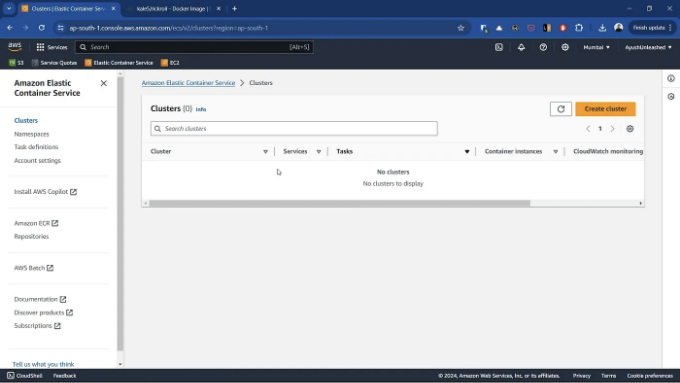 Clusters | Elastic Container Serv
kale5/rickroll - Docker Image |
ap-south-1.console.aws.amazon.com/ecs/v2/clusters?region=ap-south-1
Finish update
aws
Services
Search
[Alt+S]
Mumbai
AyushUnleashed
S3
Service Quotas
Elastic Container Service
EC2
Amazon Elastic
Container Service
Clusters
Namespaces
Task definitions
Account settings
Install AWS Copilot
Amazon ECR
Repositories
AWS Batch
Documentation
Discover products
Subscriptions
Tell us what you think
Amazon Elastic Container Service
Clusters
Clusters (0)
Info
Create cluster
Search clusters
1
Cluster
Services
Tasks
Container instances
CloudWatch monitoring
No clusters
No clusters to display
CloudShell
Feedback
© 2024, Amazon Web Services, Inc. or its affiliates.
Privacy
Terms
Cookie preferences